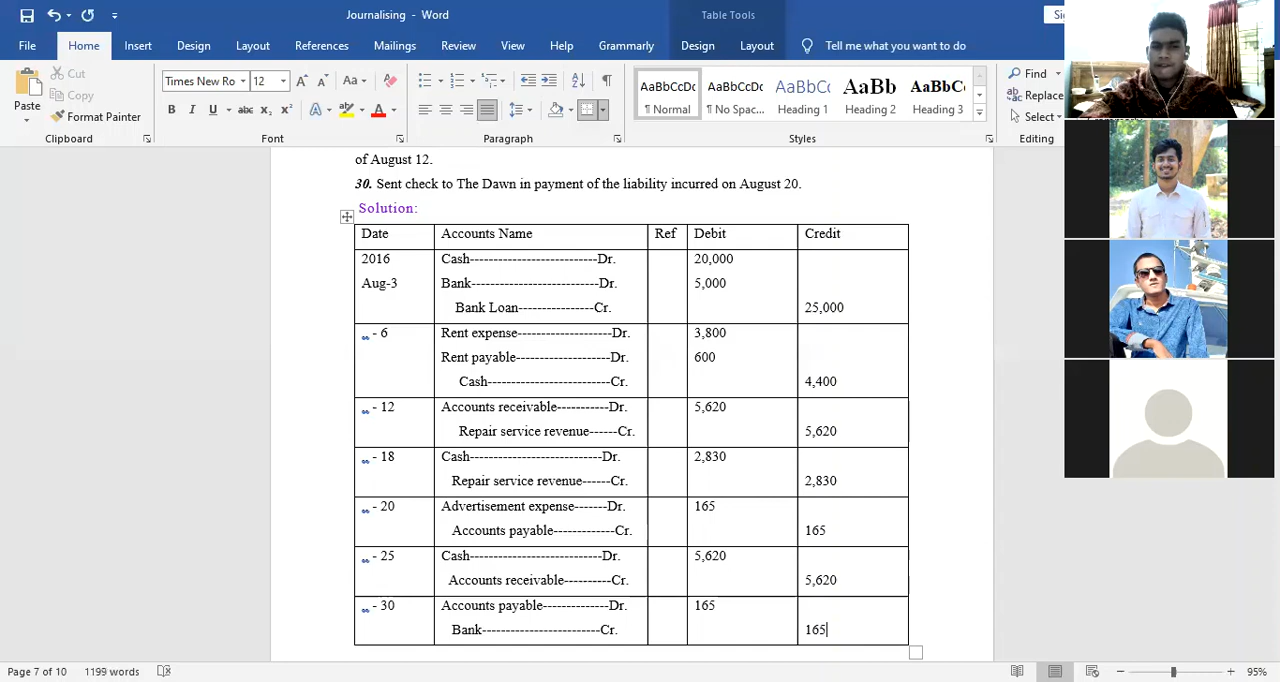 Journalising - Word
Table Tools
File Home Insert Design Layout References Mailings Review View Help Grammarly Design Layout Tell me what you want to do
Paste
Cut
Copy
Format Painter
Clipboard
Times New Ro 12
Font
Paragraph
AaBbCcDc AaBbCcDc AaBbCc AaBb AaBbC
¶ Normal ¶ No Spac... Heading 1 Heading 2 Heading 3
Styles
Find
Replace
Select
Editing
of August 12.
30. Sent check to The Dawn in payment of the liability incurred on August 20.
Solution:
Date Accounts Name Ref Debit Credit
2016 Cash---------------------------Dr. 20,000
Aug-3 Bank---------------------------Dr. 5,000
Bank Loan----------------Cr. 25,000
„ - 6 Rent expense--------------------Dr. 3,800
Rent payable--------------------Dr. 600
Cash--------------------------Cr. 4,400
„ - 12 Accounts receivable-----------Dr. 5,620
Repair service revenue------Cr. 5,620
„ - 18 Cash----------------------------Dr. 2,830
Repair service revenue------Cr. 2,830
„ - 20 Advertisement expense-------Dr. 165
Accounts payable-------------Cr. 165
„ - 25 Cash----------------------------Dr. 5,620
Accounts receivable----------Cr. 5,620
„ - 30 Accounts payable--------------Dr. 165
Bank-------------------------Cr. 165
Page 7 of 10 1199 words 95%